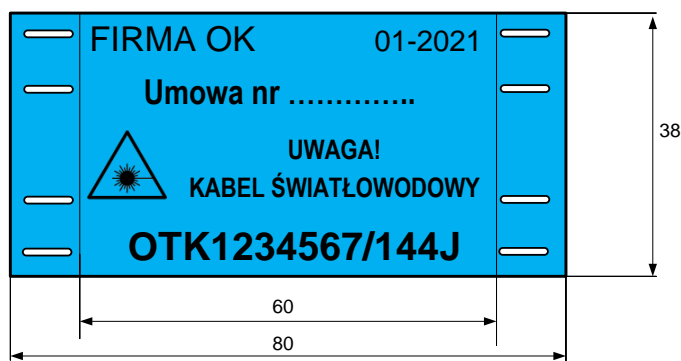 FIRMA OK 01-2021
Umowa nr …………..
UWAGA!
KABEL ŚWIATŁOWODOWY
OTK1234567/144J
38
60
80